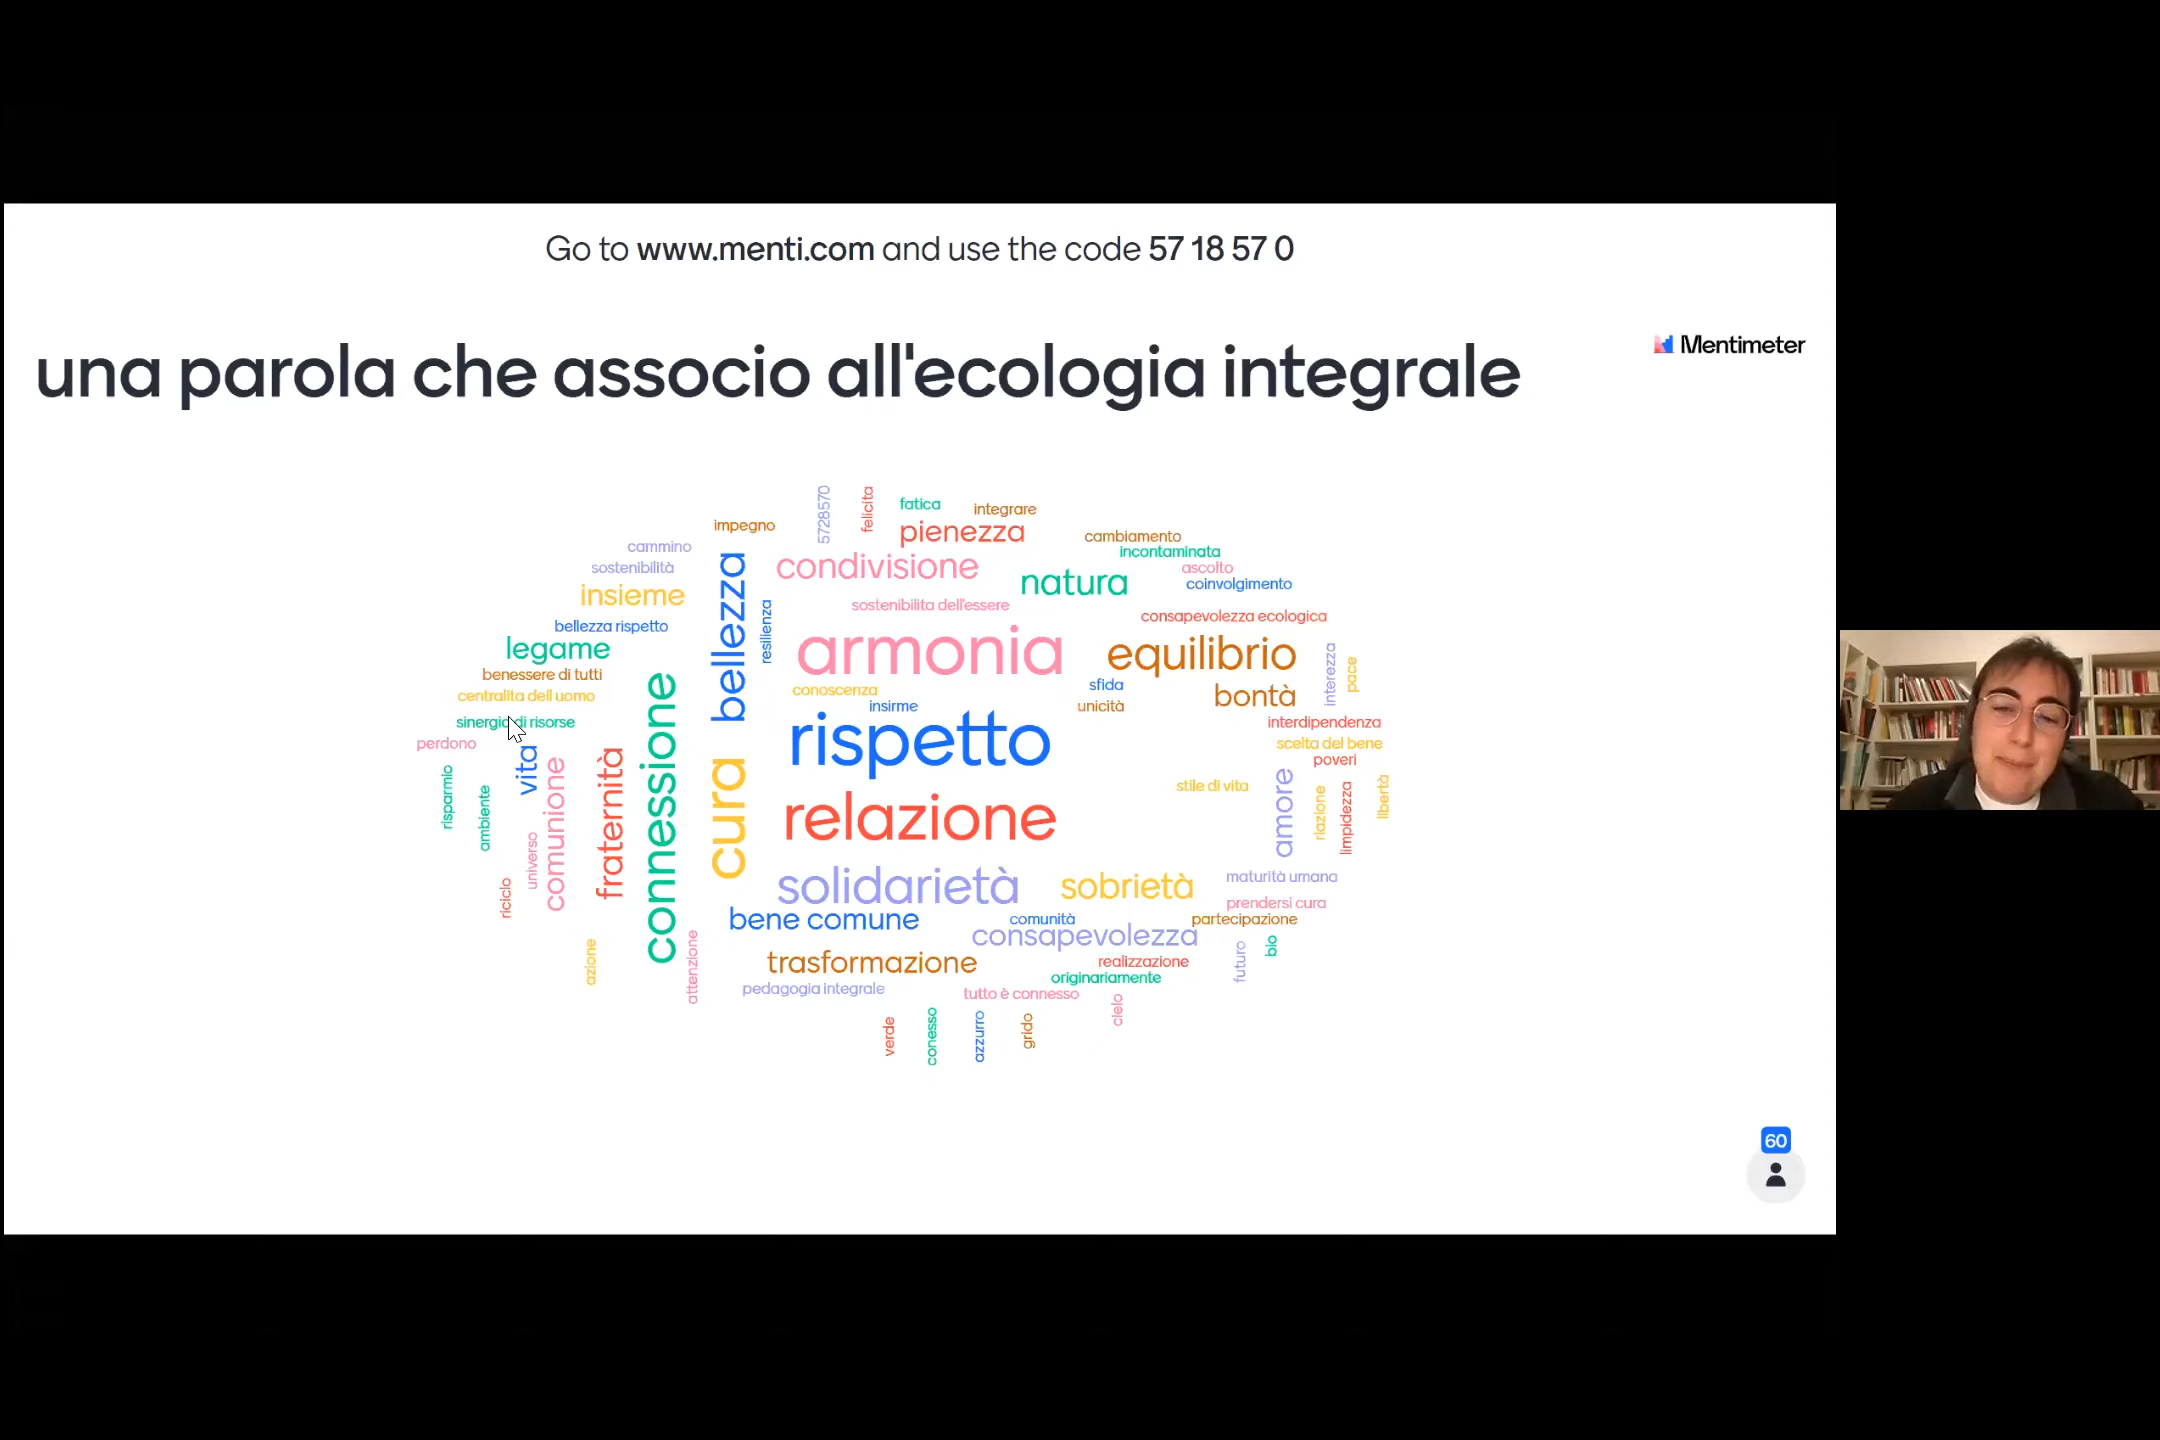 Go to www.menti.com and use the code 57 18 57 0
una parola che associo all'ecologia integrale
Mentimeter
5728570
felicita
fatica
integrare
impegno
pienezza
cambiamento
cammino
incontaminata
sostenibilità
condivisione
ascolto
natura
coinvolgimento
insieme
bellezza
resilienza
sostenibilita dell'essere
consapevolezza ecologica
bellezza rispetto
legame
armonia
equilibrio
interezza
pace
benessere di tutti
conoscenza
sfida
bontà
centralita dell uomo
insirme
unicità
sinergia di risorse
connessione
rispetto
interdipendenza
perdono
scelta del bene
poveri
vita
risparmio
ambiente
comunione
fraternità
cura
relazione
stile di vita
amore
rlazione
limpidezza
libertà
universo
riciclo
solidarietà
sobrietà
maturità umana
prendersi cura
bene comune
comunità
partecipazione
consapevolezza
azione
attenzione
trasformazione
realizzazione
futuro
bio
originariamente
pedagogia integrale
tutto è connesso
cielo
verde
conesso
azzurro
grido
60